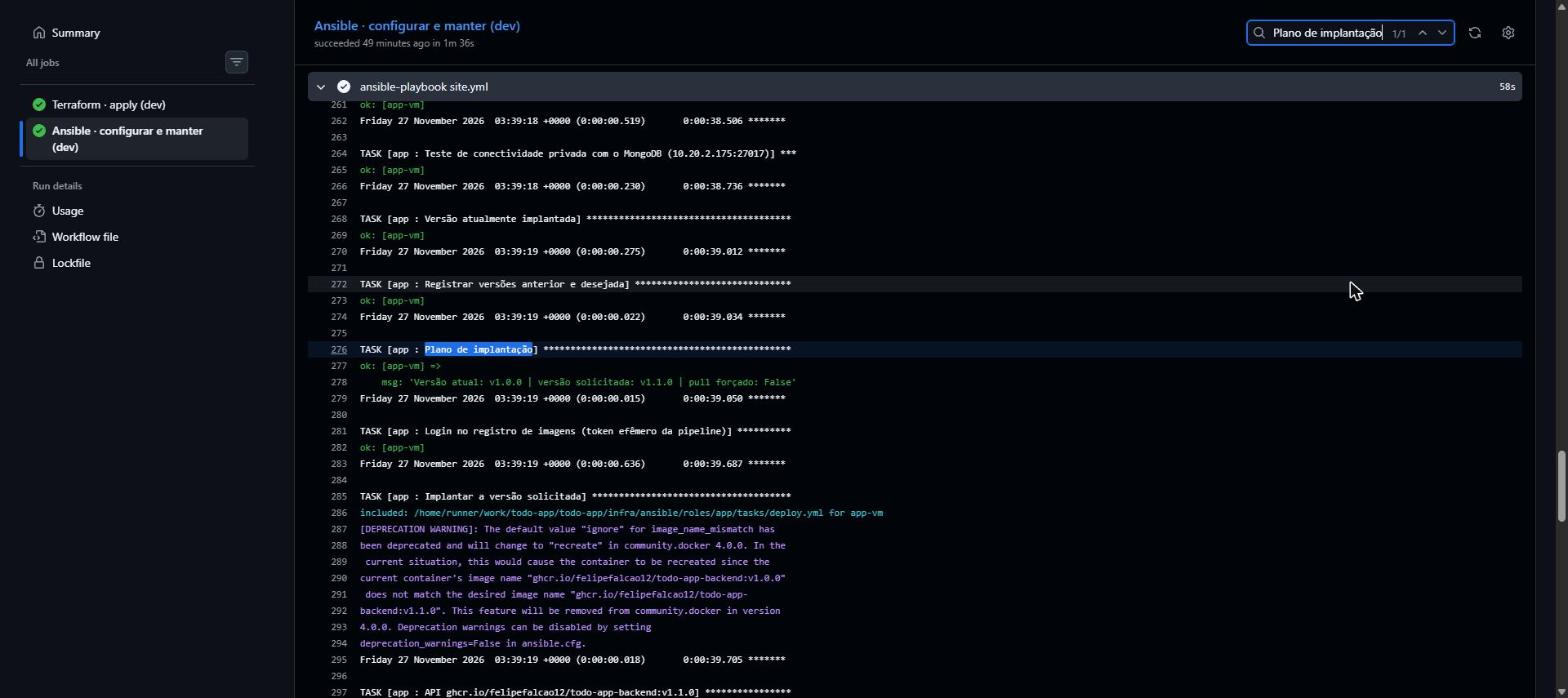 Summary
All jobs
Terraform · apply (dev)
Ansible · configurar e manter
(dev)
Run details
Usage
Workflow file
Lockfile
Ansible · configurar e manter (dev)
succeeded 49 minutes ago in 1m 36s
Plano de implantação 1/1
ansible-playbook site.yml 58s
261 ok: [app-vm]
262 Friday 27 November 2026  03:39:18 +0000 (0:00:00.519)       0:00:38.506 *******
263
264 TASK [app : Teste de conectividade privada com o MongoDB (10.20.2.175:27017)] ***
265 ok: [app-vm]
266 Friday 27 November 2026  03:39:18 +0000 (0:00:00.230)       0:00:38.736 *******
267
268 TASK [app : Versão atualmente implantada] **************************************
269 ok: [app-vm]
270 Friday 27 November 2026  03:39:19 +0000 (0:00:00.275)       0:00:39.012 *******
271
272 TASK [app : Registrar versões anterior e desejada] *****************************
273 ok: [app-vm]
274 Friday 27 November 2026  03:39:19 +0000 (0:00:00.022)       0:00:39.034 *******
275
276 TASK [app : Plano de implantação] **********************************************
277 ok: [app-vm] =>
278     msg: 'Versão atual: v1.0.0 | versão solicitada: v1.1.0 | pull forçado: False'
279 Friday 27 November 2026  03:39:19 +0000 (0:00:00.015)       0:00:39.050 *******
280
281 TASK [app : Login no registro de imagens (token efêmero da pipeline)] **********
282 ok: [app-vm]
283 Friday 27 November 2026  03:39:19 +0000 (0:00:00.636)       0:00:39.687 *******
284
285 TASK [app : Implantar a versão solicitada] *************************************
286 included: /home/runner/work/todo-app/todo-app/infra/ansible/roles/app/tasks/deploy.yml for app-vm
287 [DEPRECATION WARNING]: The default value "ignore" for image_name_mismatch has
288 been deprecated and will change to "recreate" in community.docker 4.0.0. In the
289  current situation, this would cause the container to be recreated since the
290 current container's image name "ghcr.io/felipefalcao12/todo-app-backend:v1.0.0"
291  does not match the desired image name "ghcr.io/felipefalcao12/todo-app-
292 backend:v1.1.0". This feature will be removed from community.docker in version
293 4.0.0. Deprecation warnings can be disabled by setting
294 deprecation_warnings=False in ansible.cfg.
295 Friday 27 November 2026  03:39:19 +0000 (0:00:00.018)       0:00:39.705 *******
296
297 TASK [app : API ghcr.io/felipefalcao12/todo-app-backend:v1.1.0] ****************